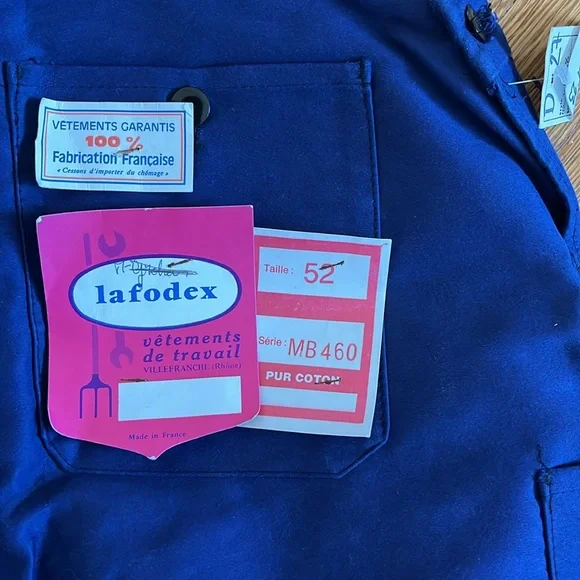 VÊTEMENTS GARANTIS
100 %
Fabrication Française
« Cessons d'importer du chômage »
lafodex
vêtements
de travail
VILLEFRANCHE (Rhône)
Made in France
Taille : 52
Série : MB 460
PUR COTON